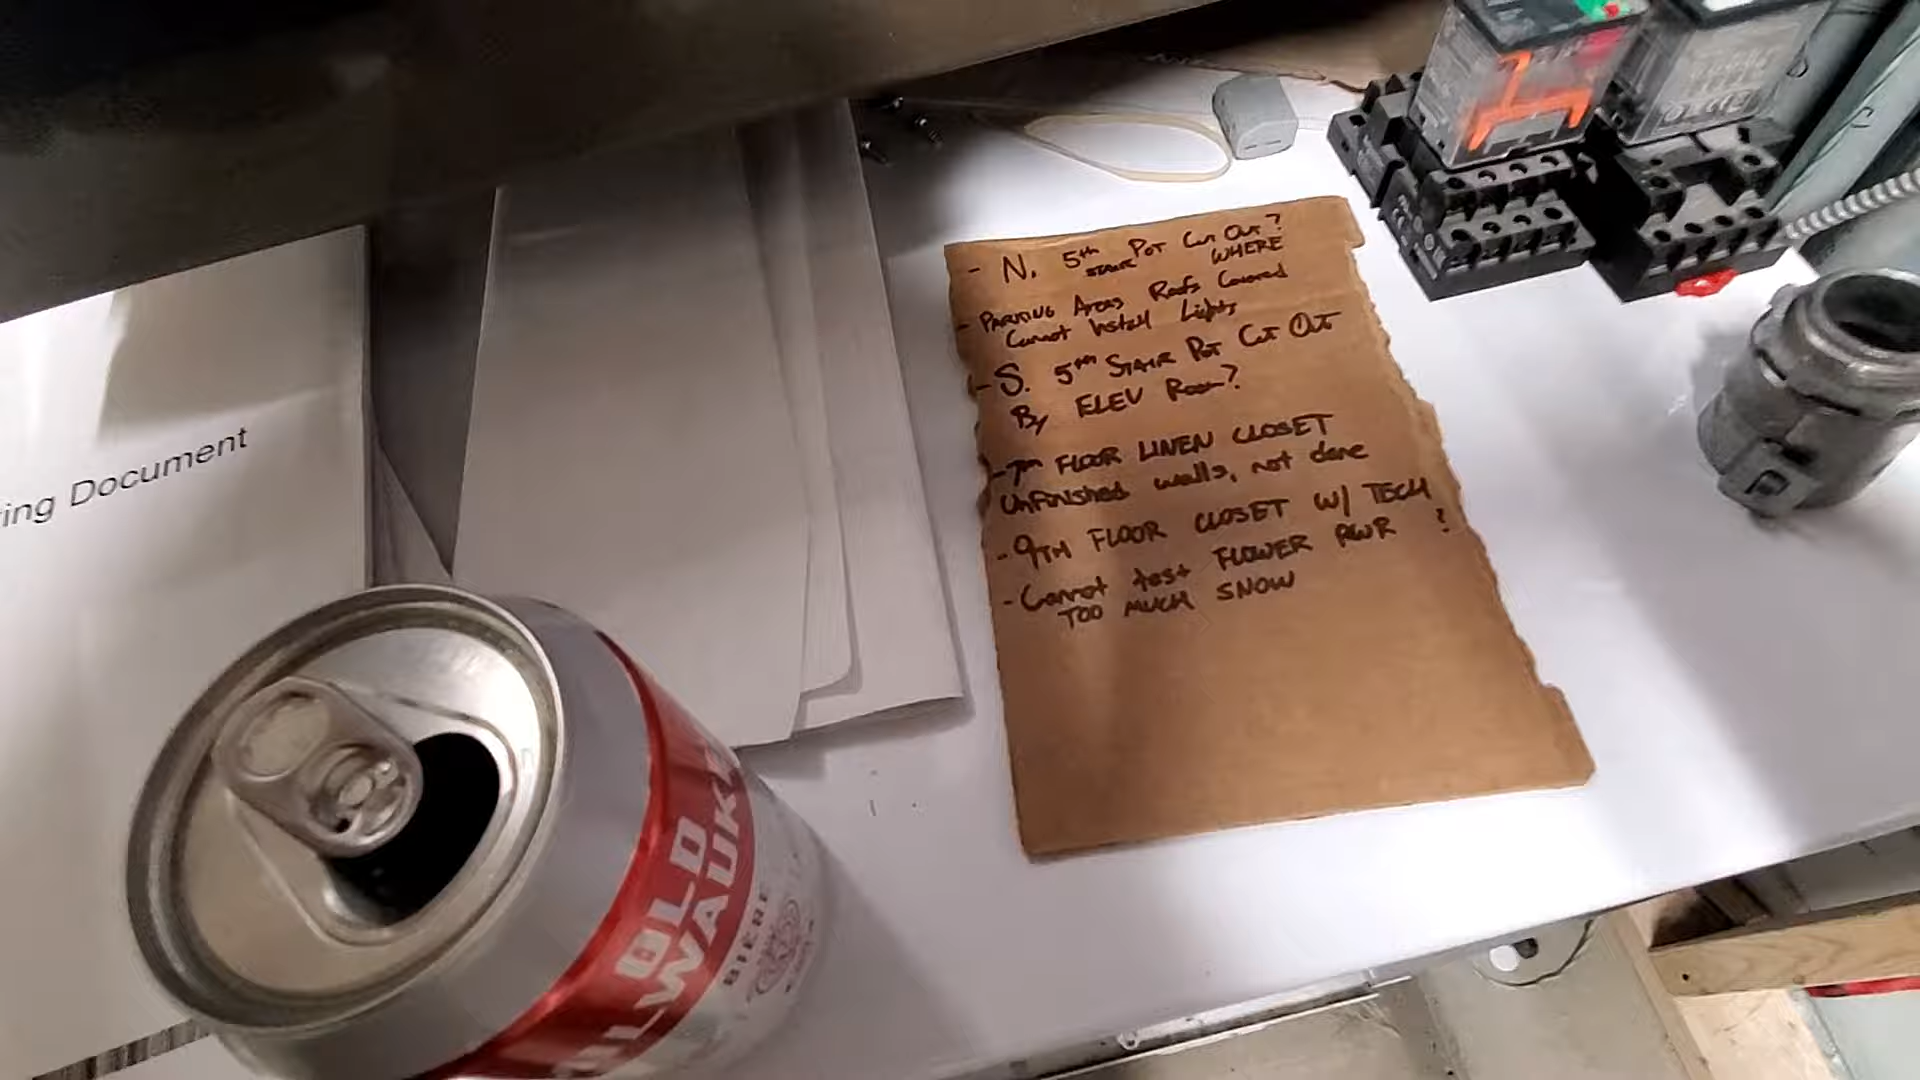 ing Document
- N. 5th STAIR POT CUT OUT?
WHERE
- PARKING Areas Roofs Covered
Cannot Install Lights
- S. 5TH STAIR POT CUT OUT
By ELEV Room?
- 7TH FLOOR LINEN CLOSET
Unfinished walls, not done
- 9TH FLOOR CLOSET W/ TECH
- Cannot test FLOWER PWR ?
TOO MUCH SNOW
OLD
ILWAUK
BIÈRE